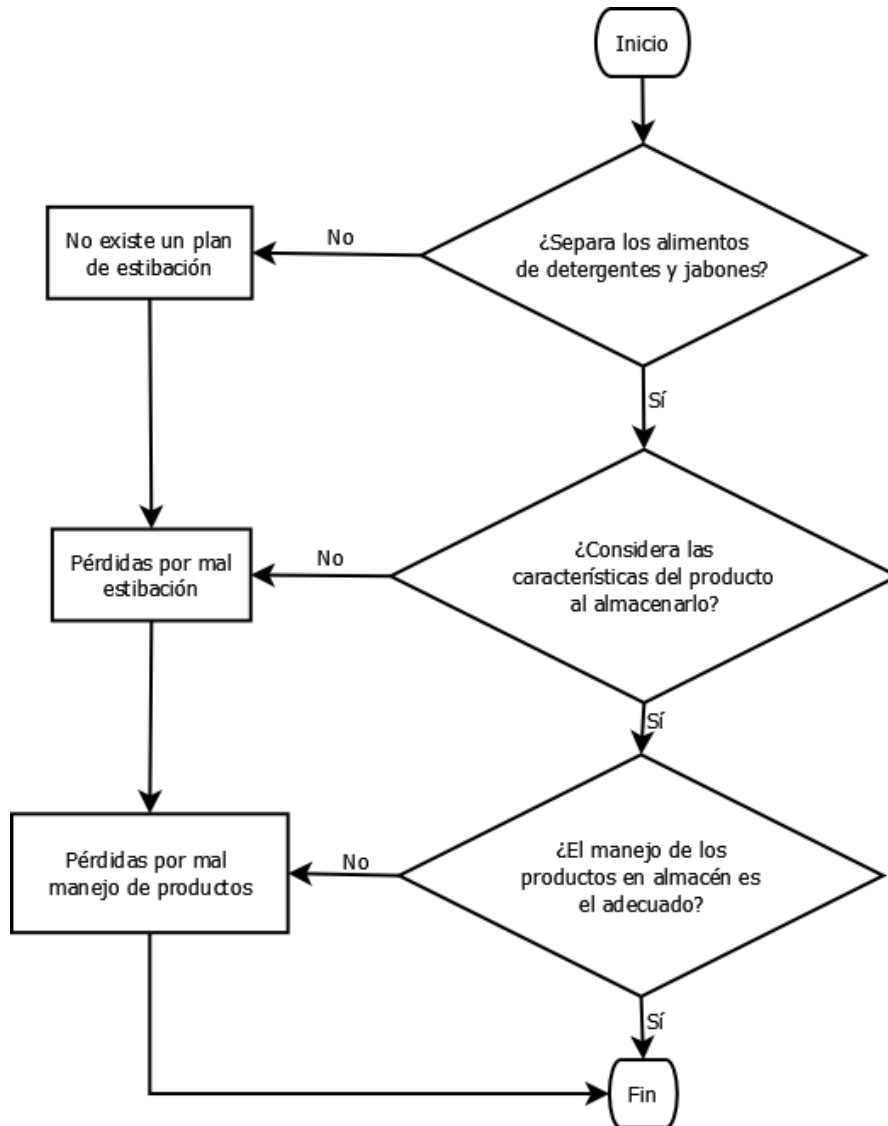 Inicio
¿Separa los alimentos
de detergentes y jabones?
No
No existe un plan
de estibación
Sí
¿Considera las
características del producto
al almacenarlo?
No
Pérdidas por mal
estibación
Sí
¿El manejo de los
productos en almacén es
el adecuado?
No
Pérdidas por mal
manejo de productos
Sí
Fin